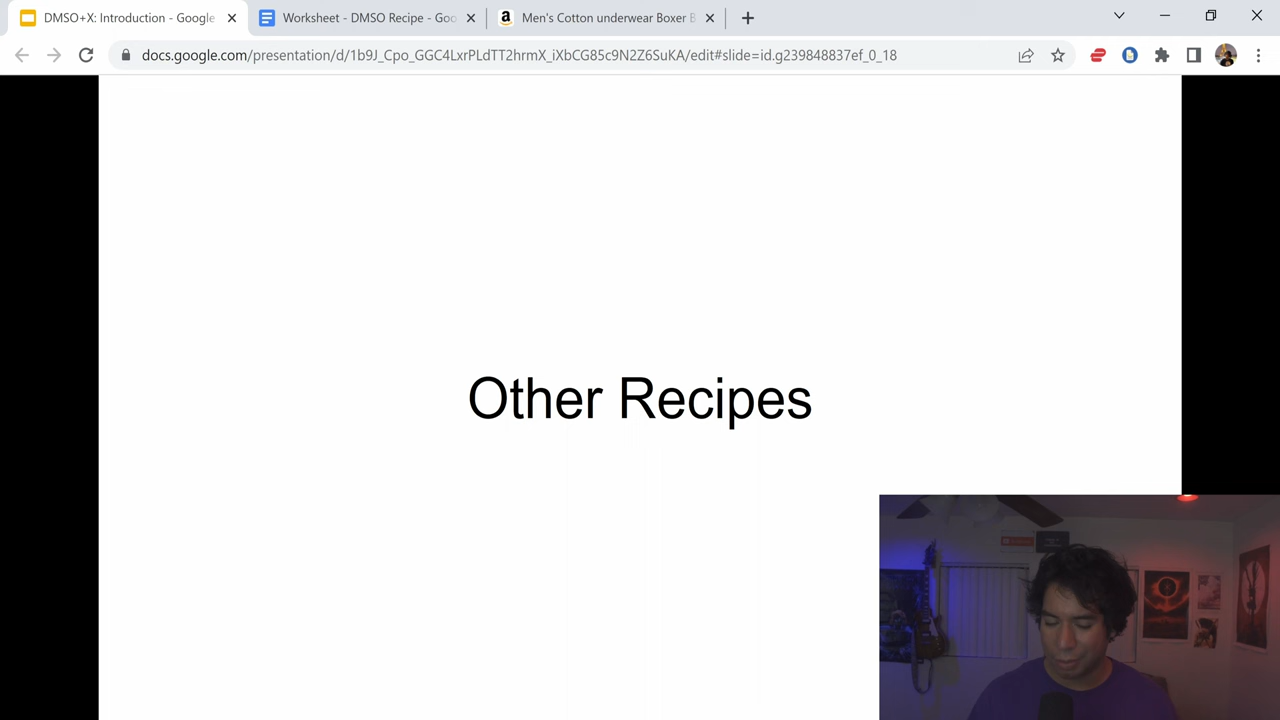 DMSO+X: Introduction - Google
Worksheet - DMSO Recipe - Goo
Men's Cotton underwear Boxer B
docs.google.com/presentation/d/1b9J_Cpo_GGC4LxrPLdTT2hrmX_iXbCG85c9N2Z6SuKA/edit#slide=id.g239848837ef_0_18
Other Recipes